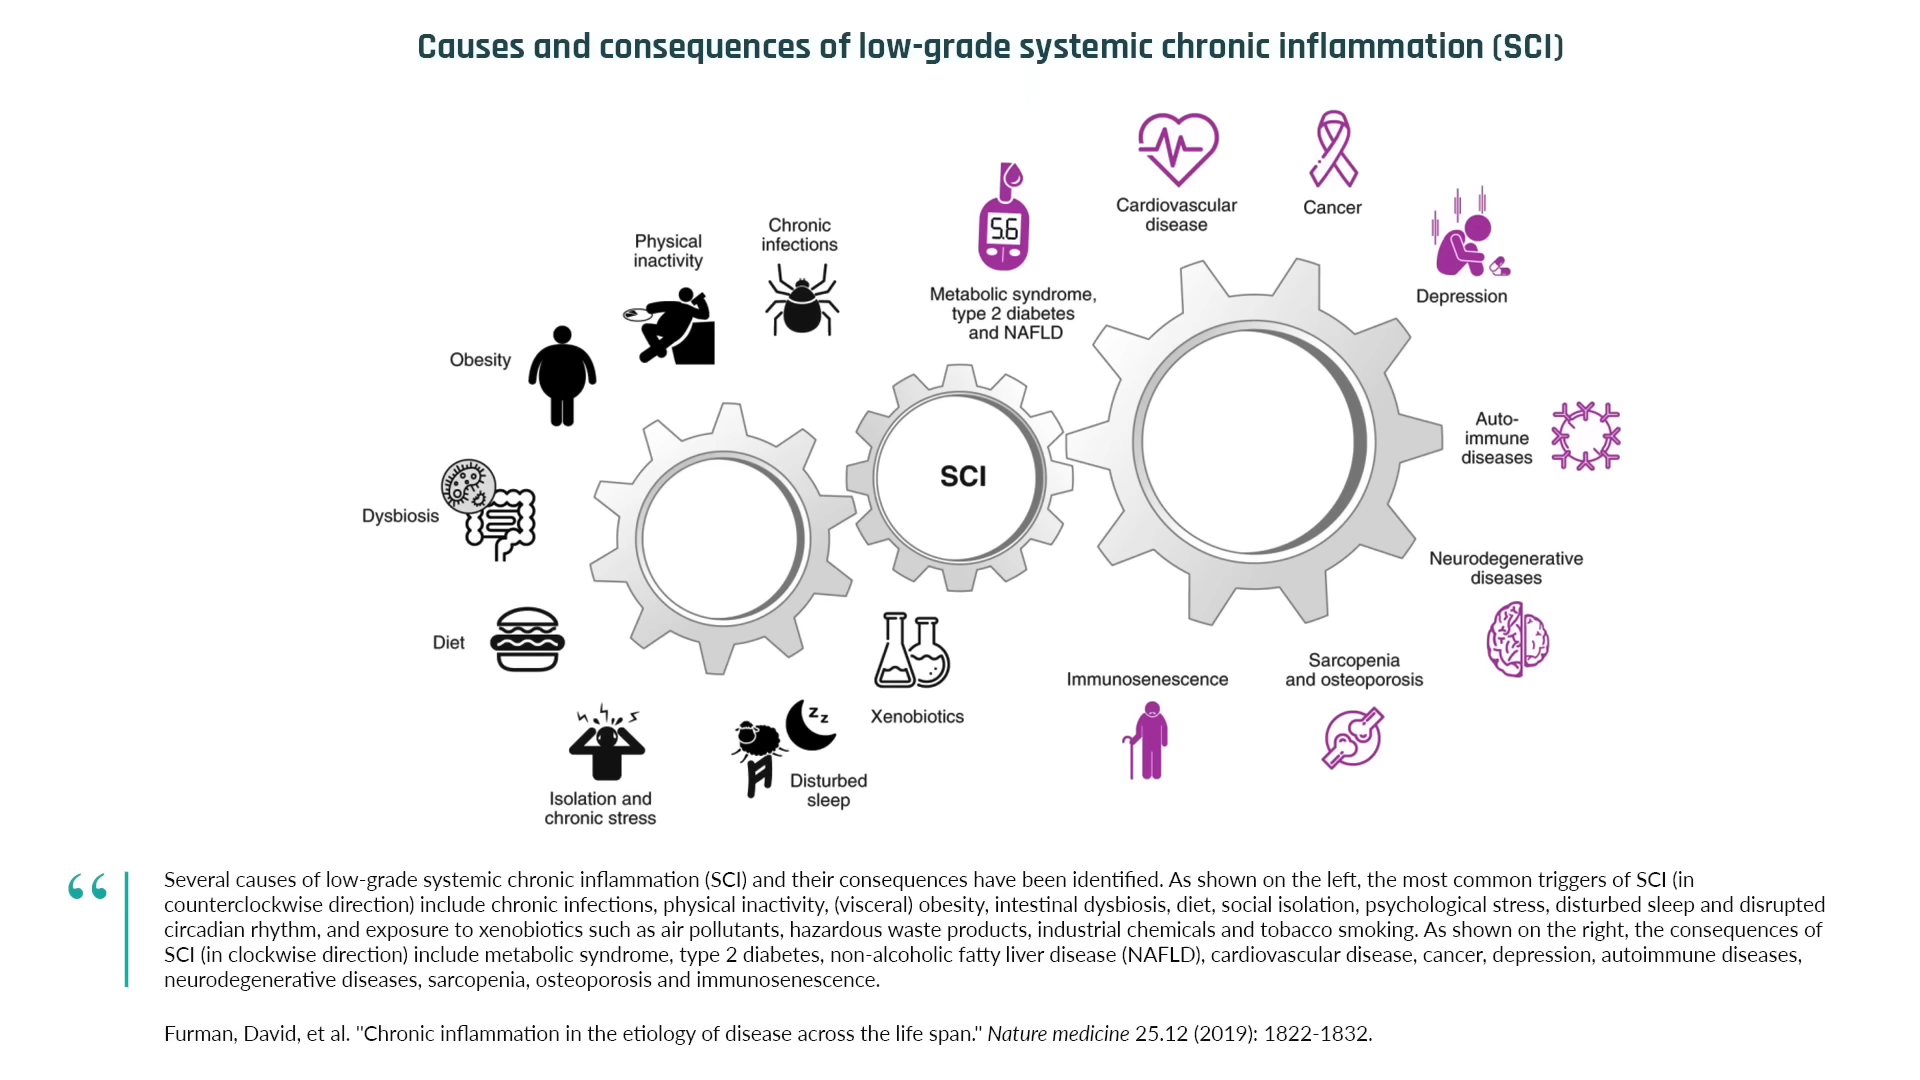 Causes and consequences of low-grade systemic chronic inflammation (SCI)
Chronic
infections
Physical
inactivity
Obesity
Dysbiosis
Diet
Isolation and
chronic stress
zz
Disturbed
sleep
Xenobiotics
SCI
5.6
Metabolic syndrome,
type 2 diabetes
and NAFLD
Cardiovascular
disease
Cancer
Depression
Auto-
immune
diseases
Neurodegenerative
diseases
Sarcopenia
and osteoporosis
Immunosenescence
“
Several causes of low-grade systemic chronic inflammation (SCI) and their consequences have been identified. As shown on the left, the most common triggers of SCI (in
counterclockwise direction) include chronic infections, physical inactivity, (visceral) obesity, intestinal dysbiosis, diet, social isolation, psychological stress, disturbed sleep and disrupted
circadian rhythm, and exposure to xenobiotics such as air pollutants, hazardous waste products, industrial chemicals and tobacco smoking. As shown on the right, the consequences of
SCI (in clockwise direction) include metabolic syndrome, type 2 diabetes, non-alcoholic fatty liver disease (NAFLD), cardiovascular disease, cancer, depression, autoimmune diseases,
neurodegenerative diseases, sarcopenia, osteoporosis and immunosenescence.
Furman, David, et al. "Chronic inflammation in the etiology of disease across the life span." Nature medicine 25.12 (2019): 1822-1832.